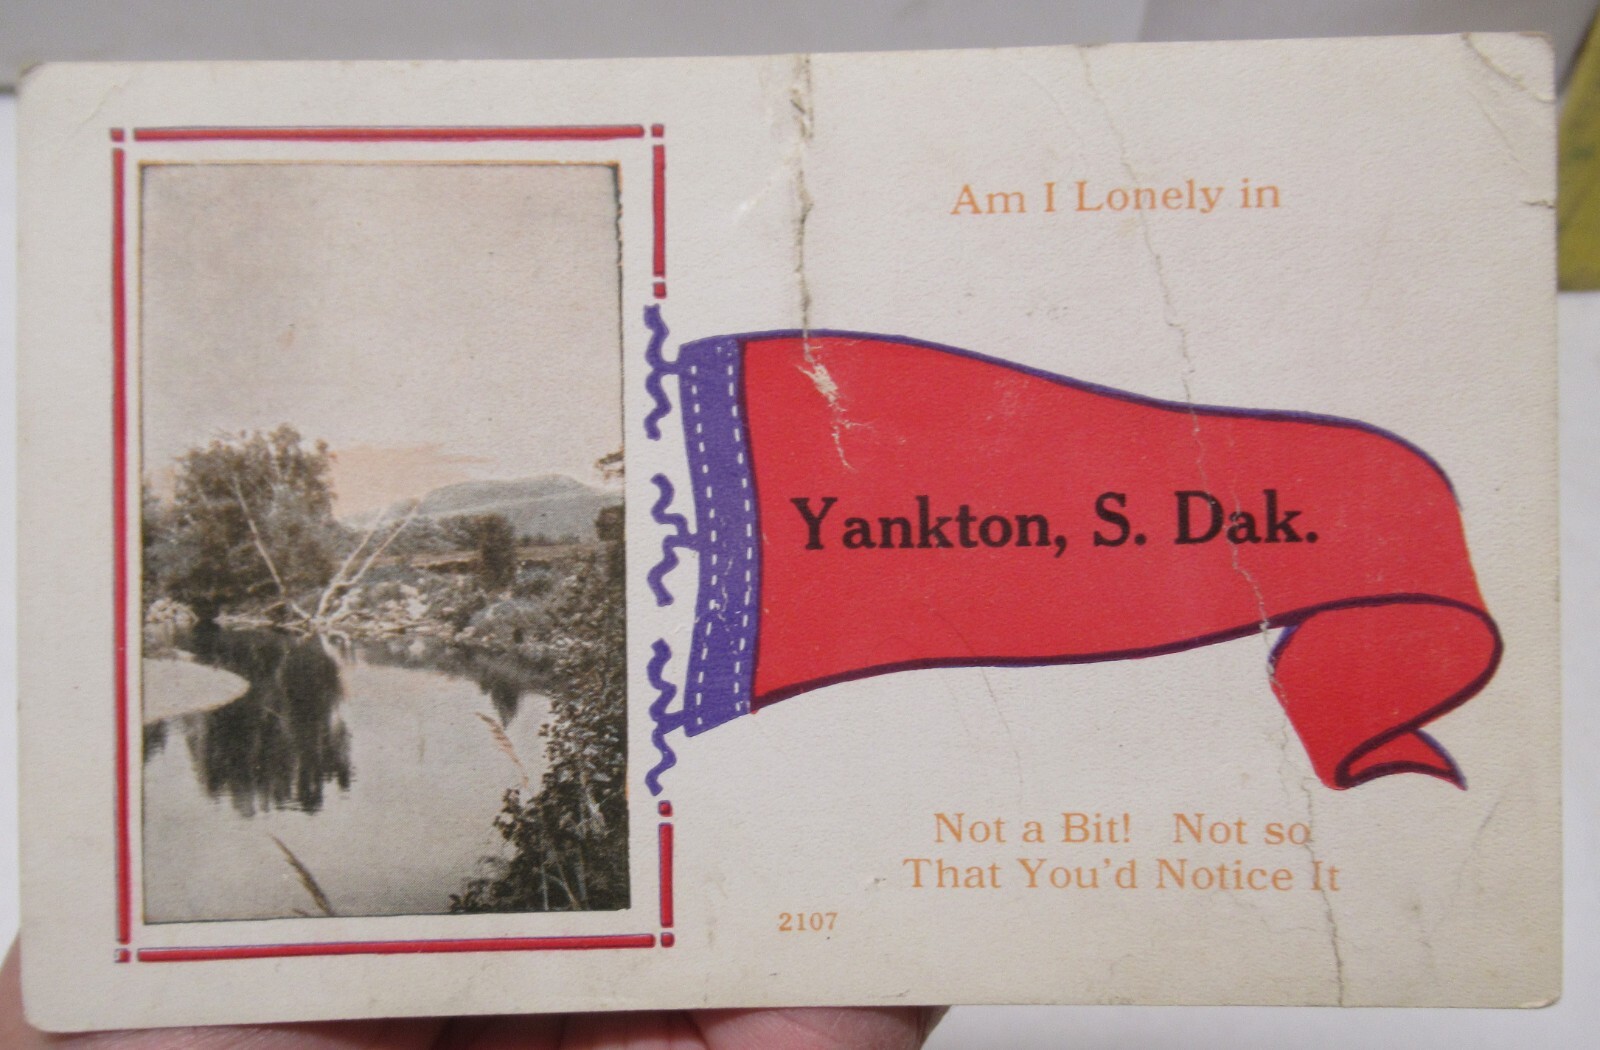 Am I Lonely in
Yankton, S. Dak.
Not a Bit! Not so
That You'd Notice It
2107